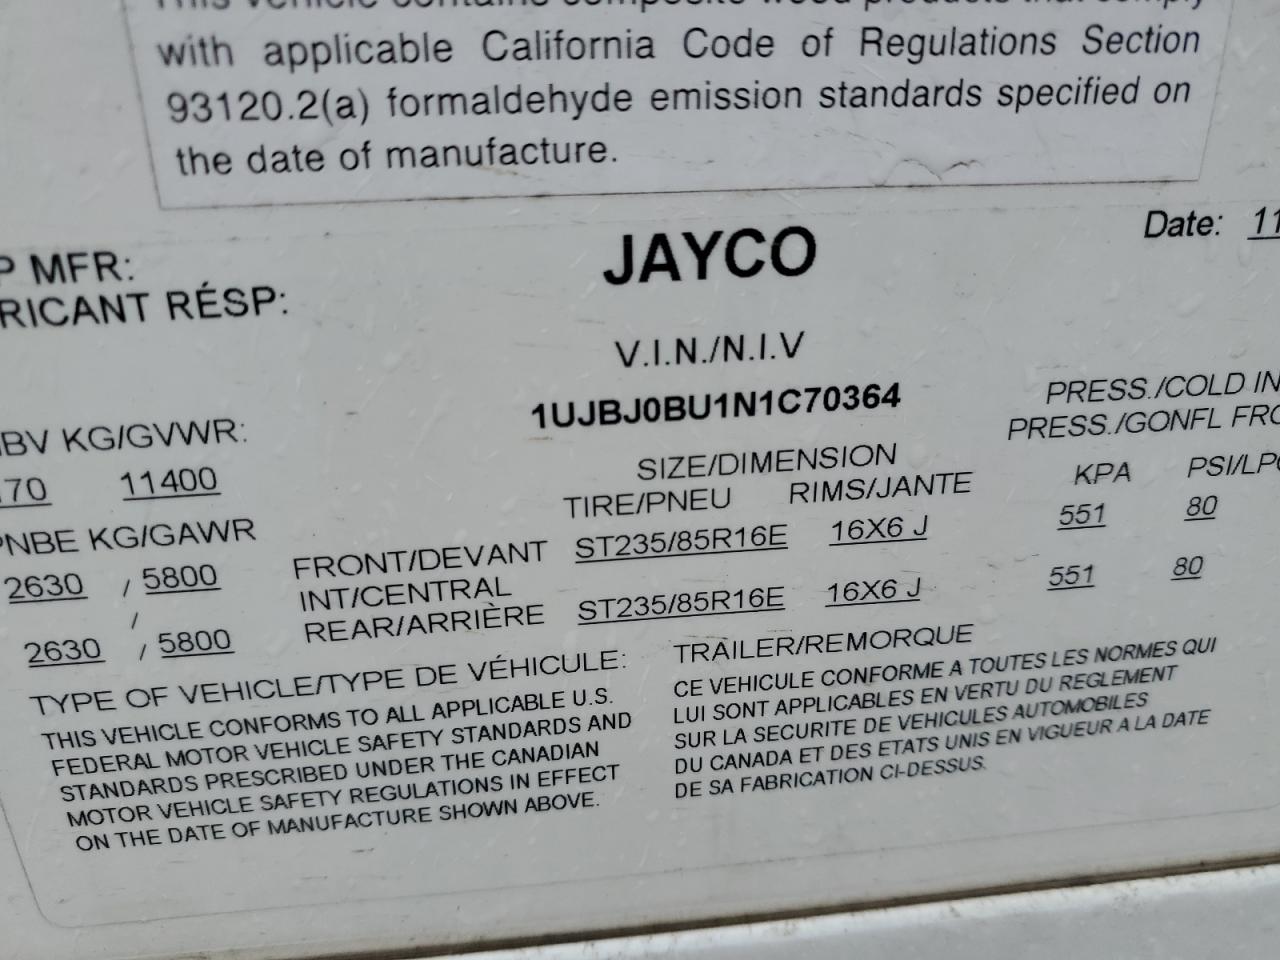 with applicable California Code of Regulations Section
93120.2(a) formaldehyde emission standards specified on
the date of manufacture.
MFR:
RÉSP:
JAYCO
Date: 11
V.I.N./N.I.V
1UJBJ0BU1N1C70364
KG/GVWR:
11400
KG/GAWR
2630 / 5800
/
2630 / 5800
SIZE/DIMENSION
TIRE/PNEU RIMS/JANTE
FRONT/DEVANT ST235/85R16E 16X6 J
INT/CENTRAL
REAR/ARRIÈRE ST235/85R16E 16X6 J
PRESS./COLD
PRESS./GONFL
KPA
551 80
551 80
TYPE OF VEHICLE/TYPE DE VÉHICULE: TRAILER/REMORQUE
THIS VEHICLE CONFORMS TO ALL APPLICABLE U.S.
FEDERAL MOTOR VEHICLE SAFETY STANDARDS AND
STANDARDS PRESCRIBED UNDER THE CANADIAN
MOTOR VEHICLE SAFETY REGULATIONS IN EFFECT
ON THE DATE OF MANUFACTURE SHOWN ABOVE.
CE VEHICULE CONFORME A TOUTES LES NORMES QUI
LUI SONT APPLICABLES EN VERTU DU REGLEMENT
SUR LA SECURITE DE VEHICULES AUTOMOBILES
DU CANADA ET DES ETATS UNIS EN VIGUEUR A LA DATE
DE SA FABRICATION CI-DESSUS.